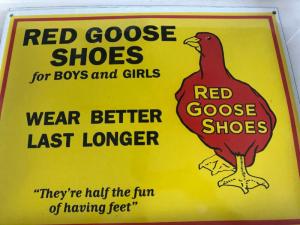 RED GOOSE
SHOES
for BOYS and GIRLS
WEAR BETTER
LAST LONGER
"They're half the fun
of having feet"
RED
GOOSE
SHOES